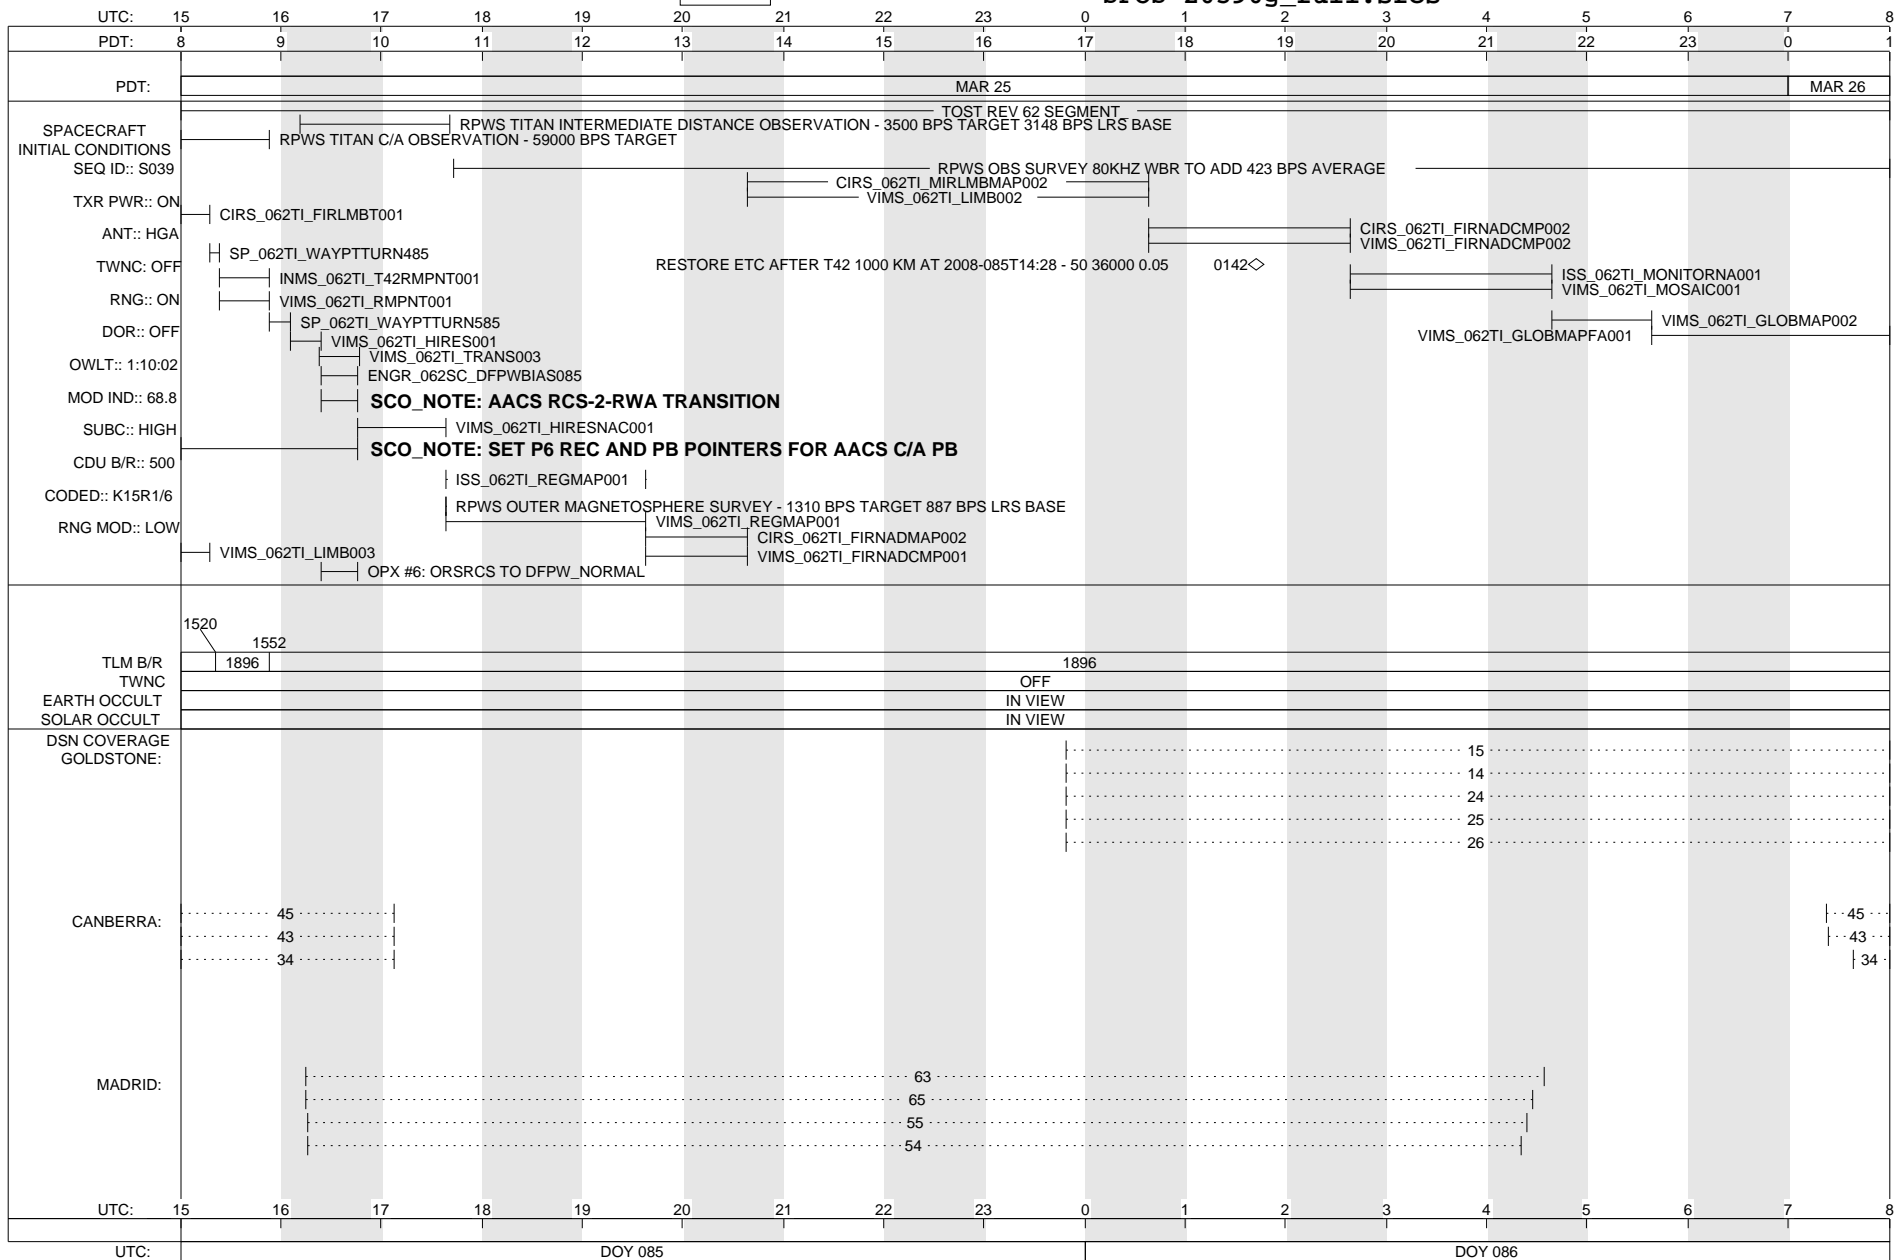 UTC: 15 16 17 18 19 20 21 22 23 0 1 2 3 4 5 6 7 8
PDT: 8 9 10 11 12 13 14 15 16 17 18 19 20 21 22 23 0 1
PDT: MAR 25 MAR 26
TOST REV 62 SEGMENT
SPACECRAFT
INITIAL CONDITIONS
RPWS TITAN INTERMEDIATE DISTANCE OBSERVATION - 3500 BPS TARGET 3148 BPS LRS BASE
RPWS TITAN C/A OBSERVATION - 59000 BPS TARGET
SEQ ID:: S039
RPWS OBS SURVEY 80KHZ WBR TO ADD 423 BPS AVERAGE
CIRS_062TI_MIRLMBMAP002
VIMS_062TI_LIMB002
TXR PWR:: ON
CIRS_062TI_FIRLMBT001
ANT:: HGA
CIRS_062TI_FIRNADCMP002
VIMS_062TI_FIRNADCMP002
SP_062TI_WAYPTTURN485
TWNC: OFF
RESTORE ETC AFTER T42 1000 KM AT 2008-085T14:28 - 50 36000 0.05 0142
INMS_062TI_T42RMPNT001
ISS_062TI_MONITORNA001
VIMS_062TI_MOSAIC001
RNG:: ON
VIMS_062TI_RMPNT001
SP_062TI_WAYPTTURN585
VIMS_062TI_GLOBMAP002
DOR:: OFF
VIMS_062TI_HIRES001
VIMS_062TI_GLOBMAPFA001
VIMS_062TI_TRANS003
OWLT:: 1:10:02
ENGR_062SC_DFPWBIAS085
MOD IND:: 68.8
SCO_NOTE: AACS RCS-2-RWA TRANSITION
SUBC:: HIGH
VIMS_062TI_HIRESNAC001
SCO_NOTE: SET P6 REC AND PB POINTERS FOR AACS C/A PB
CDU B/R:: 500
ISS_062TI_REGMAP001
CODED:: K15R1/6
RPWS OUTER MAGNETOSPHERE SURVEY - 1310 BPS TARGET 887 BPS LRS BASE
RNG MOD:: LOW
VIMS_062TI_REGMAP001
CIRS_062TI_FIRNADMAP002
VIMS_062TI_LIMB003
VIMS_062TI_FIRNADCMP001
OPX #6: ORSRCS TO DFPW_NORMAL
1520
1552
TLM B/R 1896 1896
TWNC OFF
EARTH OCCULT IN VIEW
SOLAR OCCULT IN VIEW
DSN COVERAGE
GOLDSTONE:
15
14
24
25
26
CANBERRA:
45 45
43 43
34 34
MADRID:
63
65
55
54
UTC: 15 16 17 18 19 20 21 22 23 0 1 2 3 4 5 6 7 8
UTC: DOY 085 DOY 086